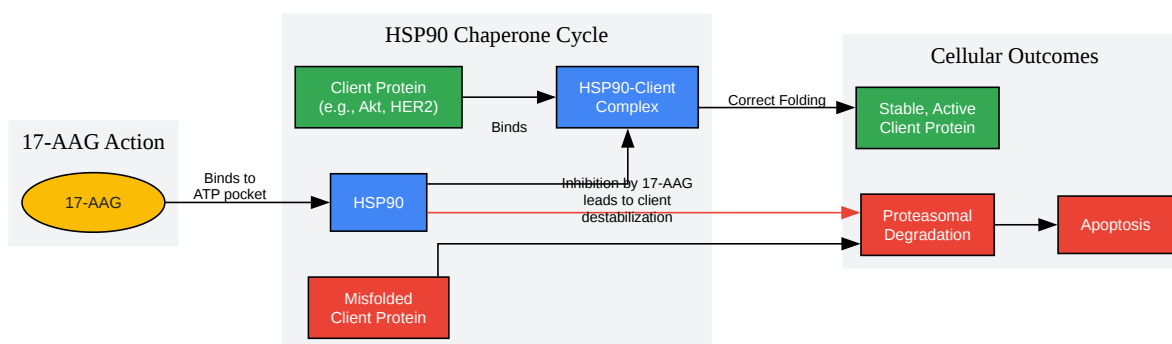 HSP90 Chaperone Cycle
Cellular Outcomes
17-AAG Action
Client Protein
(e.g., Akt, HER2)
Binds
HSP90-Client
Complex
Correct Folding
Stable, Active
Client Protein
17-AAG
Binds to
ATP pocket
HSP90
Inhibition by 17-AAG
leads to client
destabilization
Proteasomal
Degradation
Apoptosis
Misfolded
Client Protein